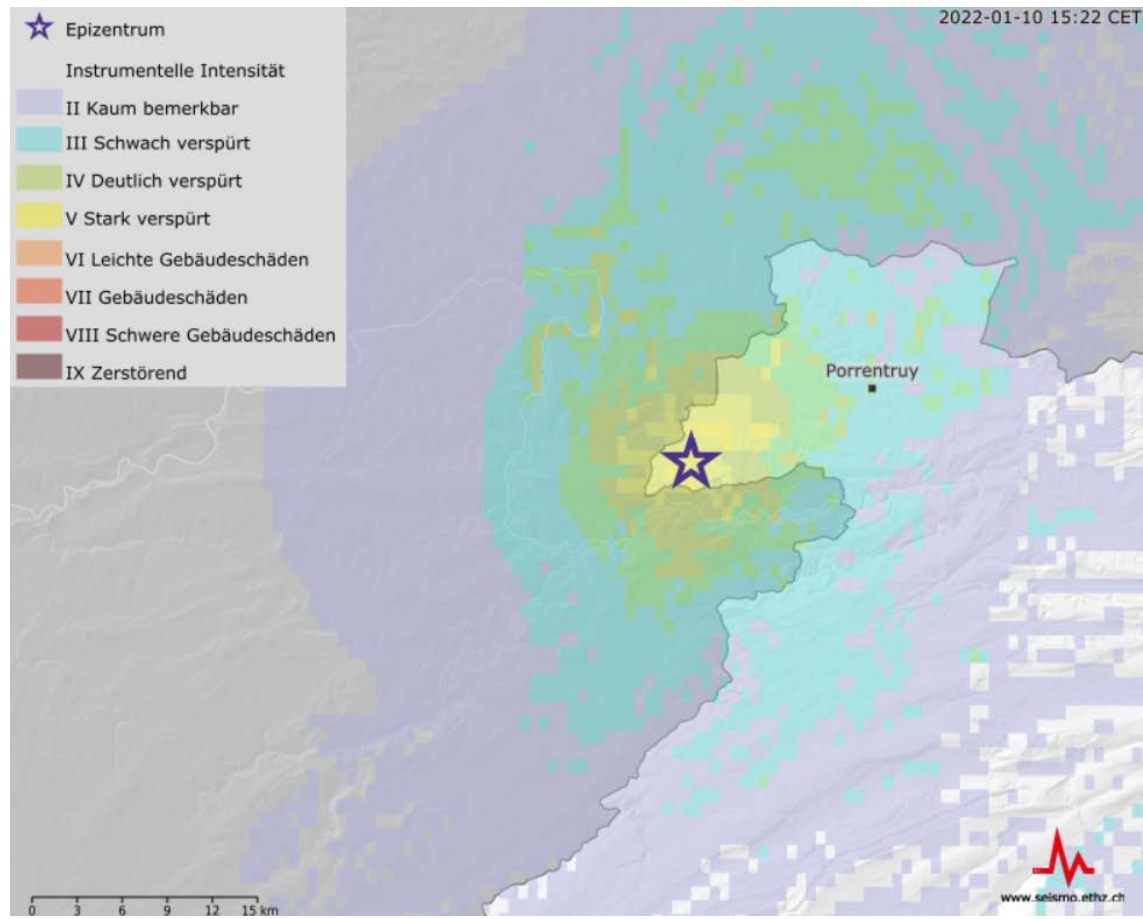 2022-01-10 15:22 CET
Epizentrum
Instrumentelle Intensität
II Kaum bemerkbar
III Schwach verspürt
IV Deutlich verspürt
V Stark verspürt
VI Leichte Gebäudeschäden
VII Gebäudeschäden
VIII Schwere Gebäudeschäden
IX Zerstörend
Porrentruy
0 3 6 9 12 15 km
www.seismo.ethz.ch